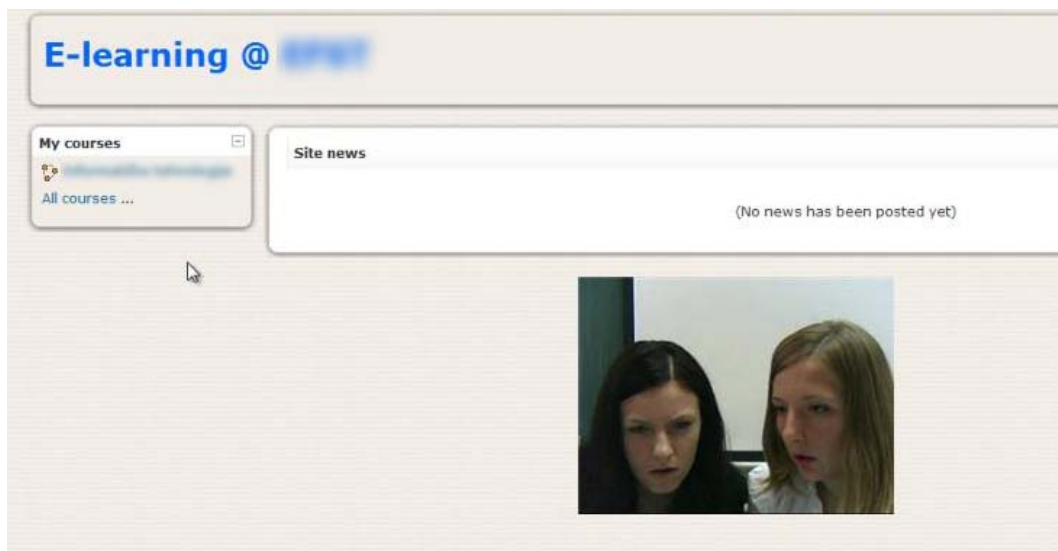 E-learning @
My courses
All courses ...
Site news
(No news has been posted yet)